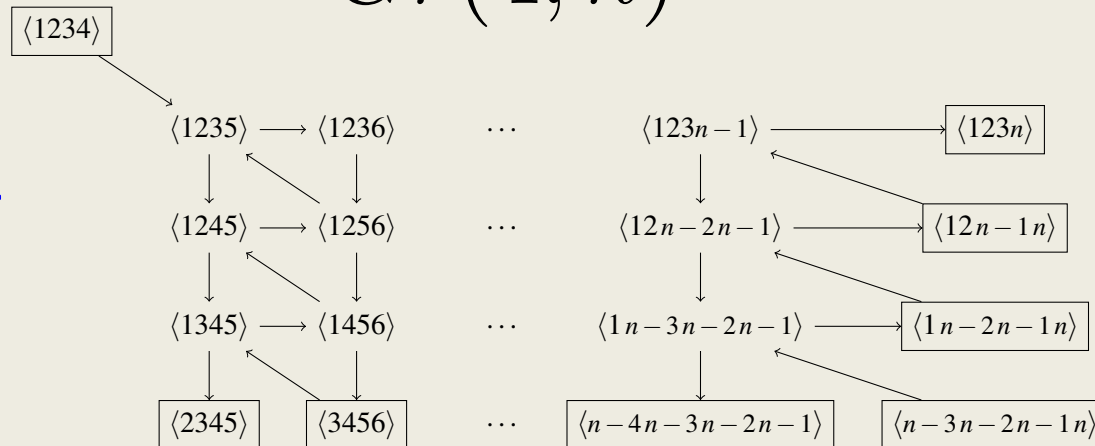 ⟨1234⟩
⟨1235⟩ ⟨1236⟩ ⋯ ⟨123n−1⟩ ⟨123n⟩
⟨1245⟩ ⟨1256⟩ ⋯ ⟨12n−2n−1⟩ ⟨12n−1n⟩
⟨1345⟩ ⟨1456⟩ ⋯ ⟨1n−3n−2n−1⟩ ⟨1n−2n−1n⟩
⟨2345⟩ ⟨3456⟩ ⋯ ⟨n−4n−3n−2n−1⟩ ⟨n−3n−2n−1n⟩